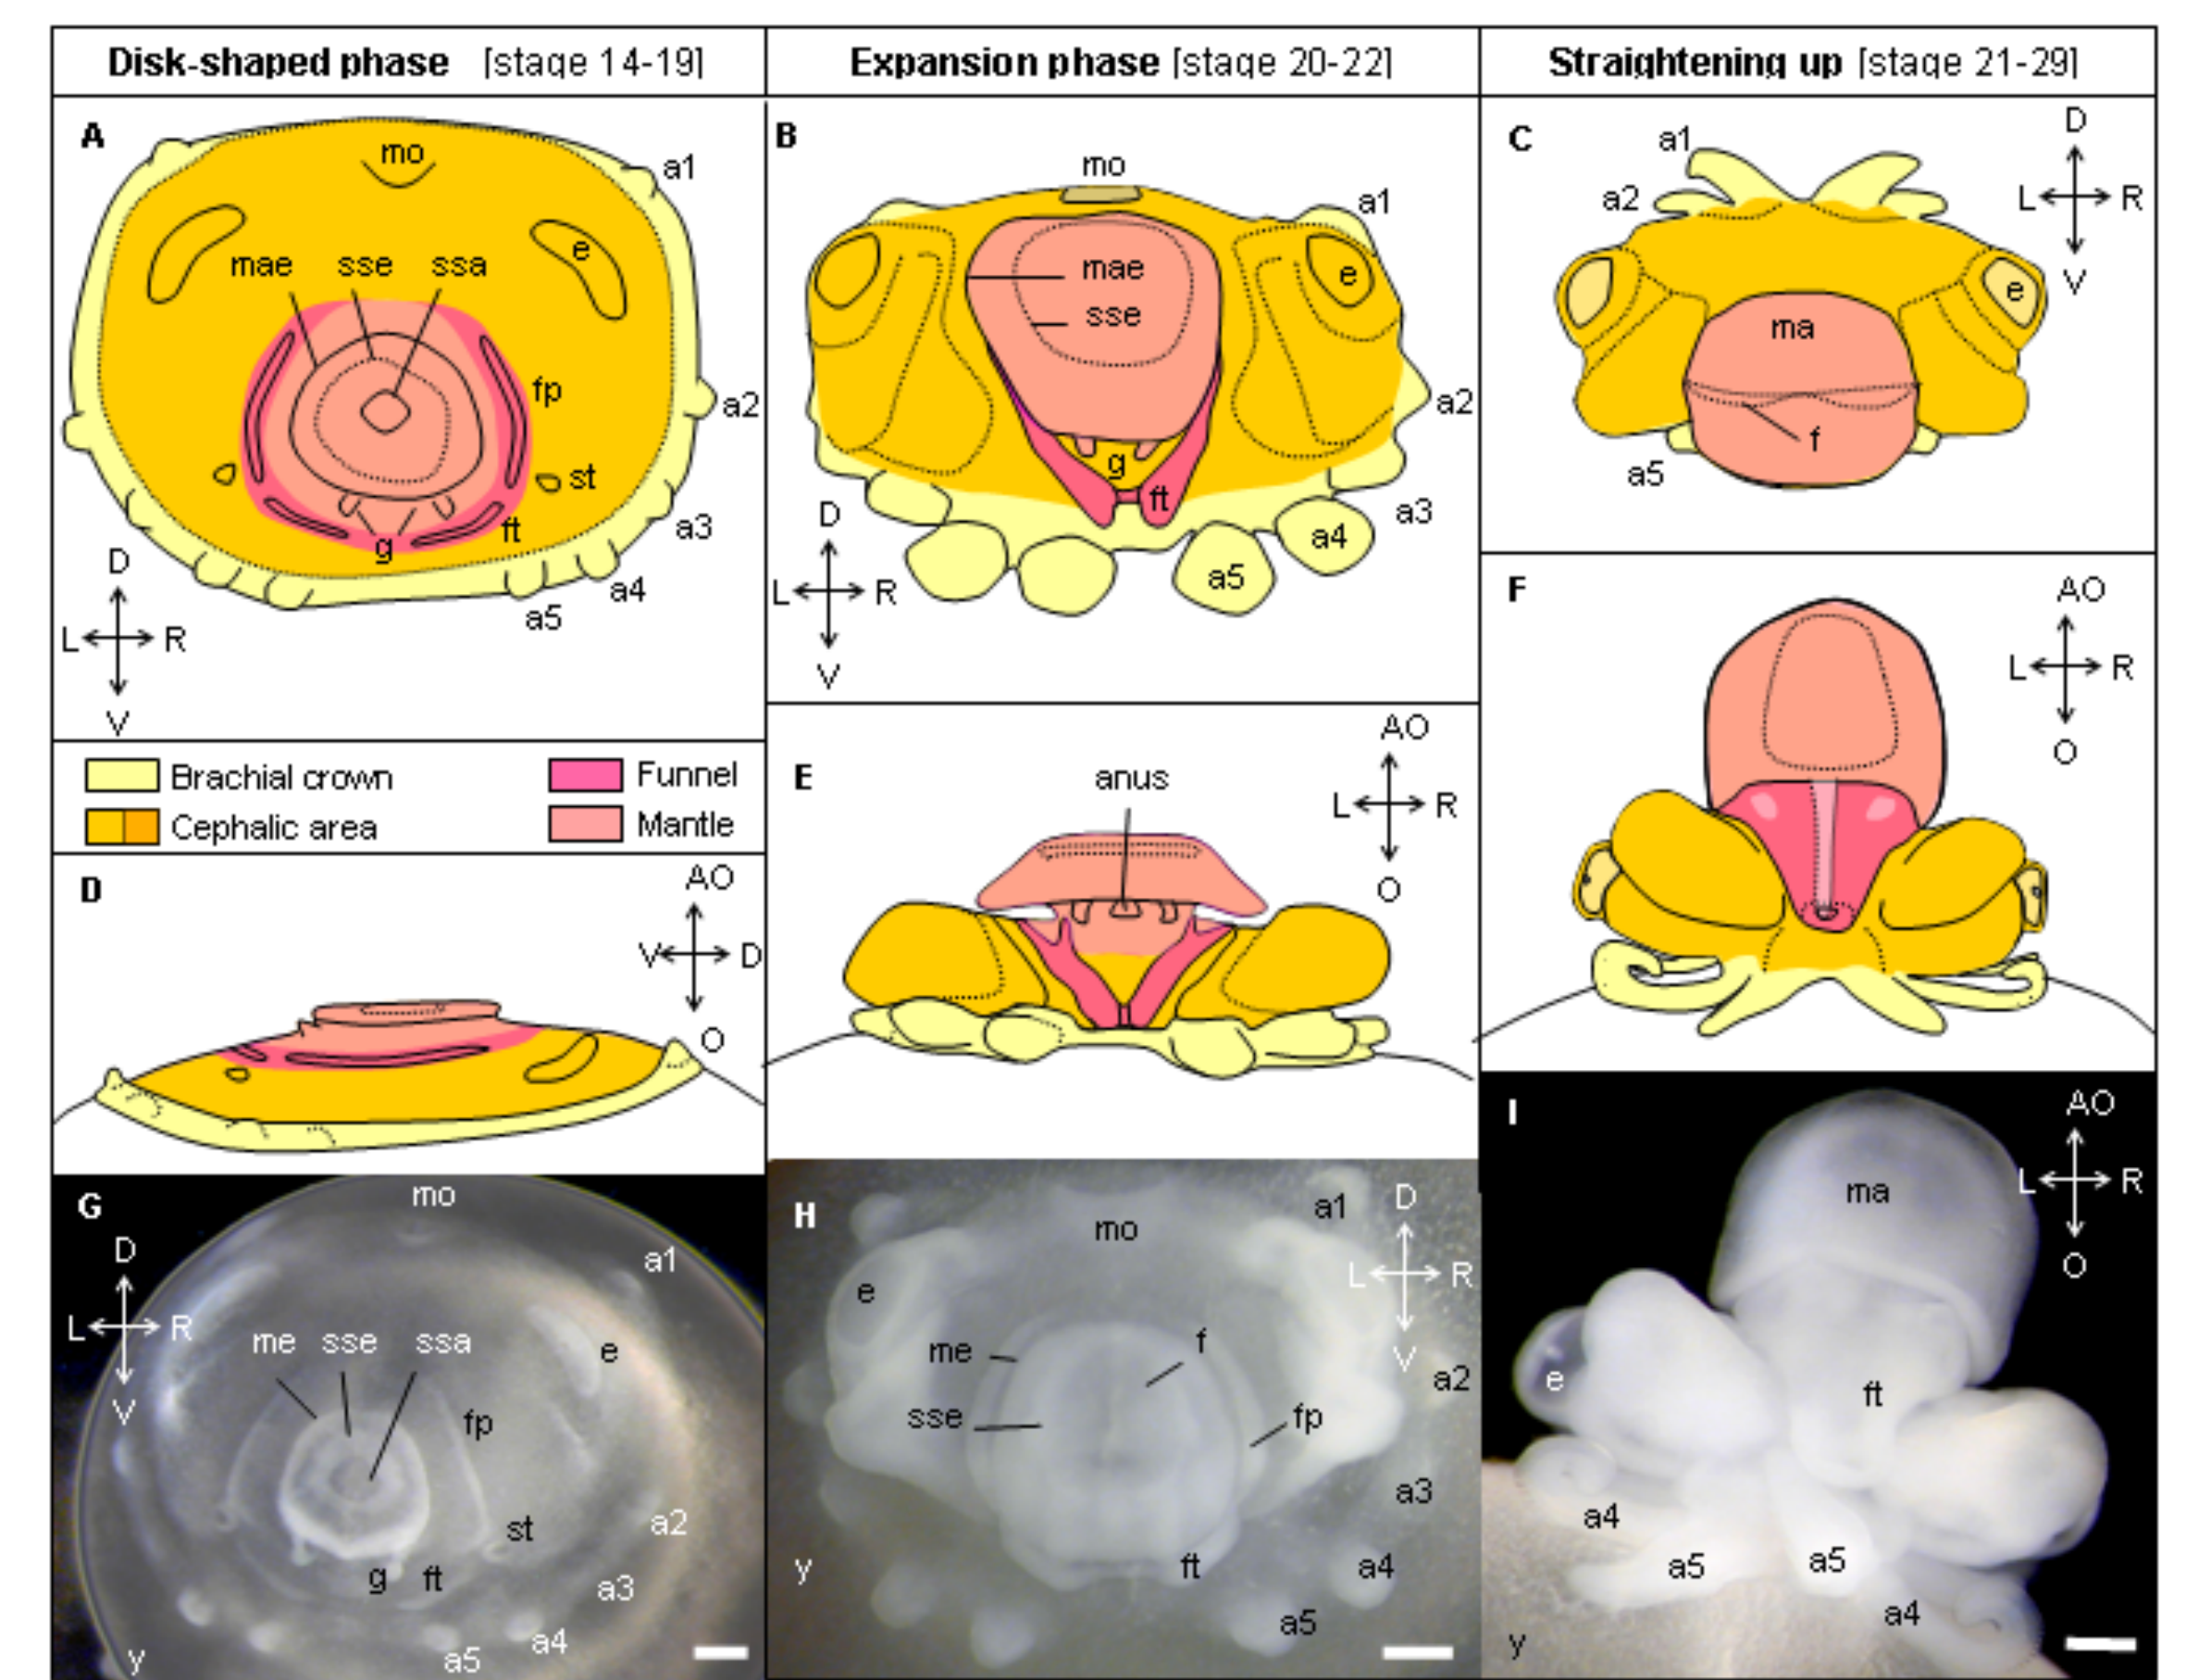 Disk-shaped phase [stage 14-19]
Expansion phase [stage 20-22]
Straightening up [stage 21-29]
A
mo
a1
e
mae sse ssa
fp
a2
st
a3
ft
g
a4
a5
D
L R
V
B
mo
a1
mae
e
sse
a2
g
ft
a3
a4
a5
D
L R
V
C
a1
a2
D
L R
V
e
ma
f
a5
Brachial crown
Funnel
Cephalic area
Mantle
D
AO
V D
O
E
anus
AO
L R
O
F
AO
L R
O
G
mo
D
L R
V
a1
me sse ssa
e
fp
st
a2
g ft
a3
a4
a5
y
H
mo
a1
D
L R
V
e
me
f
a2
sse
fp
a3
y
ft
a4
a5
I
AO
L R
O
ma
e
ft
a4
a5
a5
a4
y